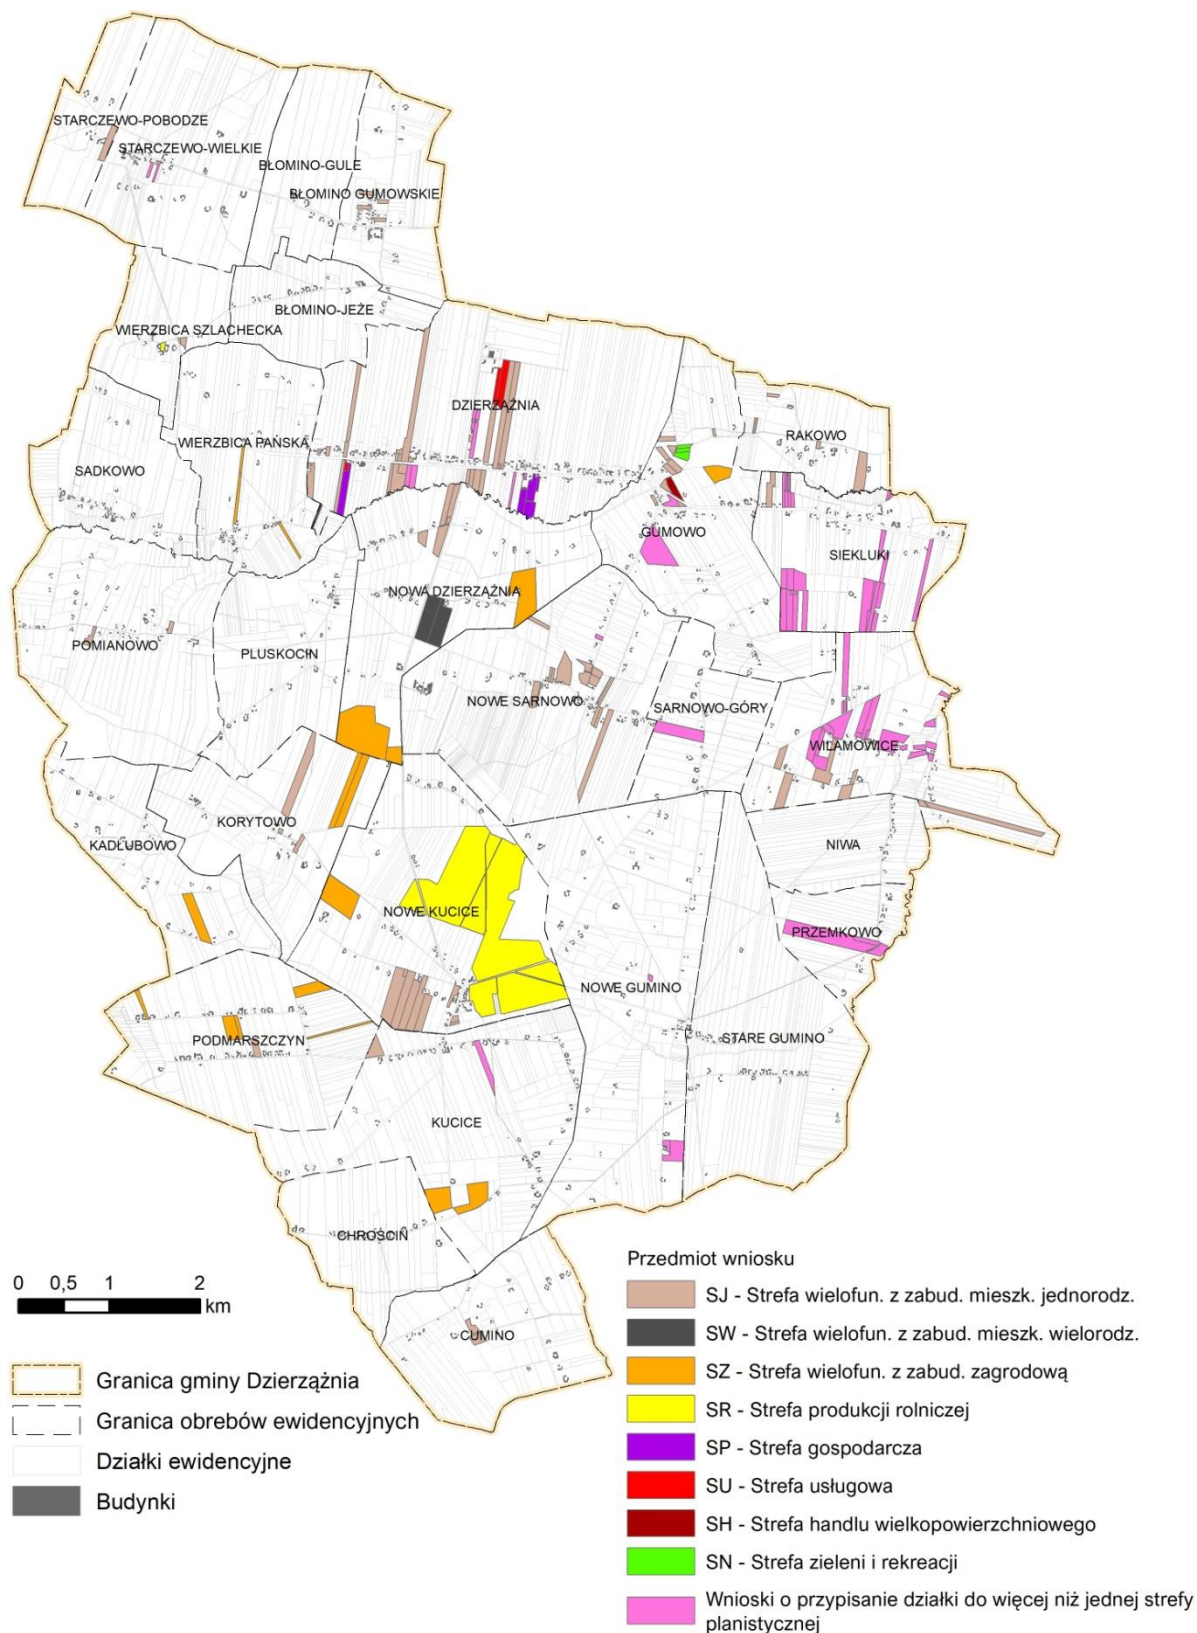 STARCZEWO-POBODZE
STARCZEWO-WIELKIE
BŁOMINO-GULE
BŁOMINO GUMOWSKIE
BŁOMINO-JEŻE
WIERZBICA SZLACHECKA
DZIERZĄŻNIA
WIERZBICA PAŃSKA
RAKOWO
SADKOWO
GUMOWO
SIEKLUKI
NOWA DZIERZĄŻNIA
POMIANOWO
PLUSKOCIN
NOWE SARNOWO
SARNOWO-GÓRY
WILAMOWICE
KORYTOWO
KADŁUBOWO
NIWA
NOWE KUCICE
PRZEMKOWO
NOWE GUMINO
PODMARSZCZYN
STARE GUMINO
KUCICE
CHROŚCIN
CUMINO
0 0,5 1 2
km
Granica gminy Dzierzążnia
Granica obrębów ewidencyjnych
Działki ewidencyjne
Budynki
Przedmiot wniosku
SJ - Strefa wielofun. z zabud. mieszk. jednorodz.
SW - Strefa wielofun. z zabud. mieszk. wielorodz.
SZ - Strefa wielofun. z zabud. zagrodową
SR - Strefa produkcji rolniczej
SP - Strefa gospodarcza
SU - Strefa usługowa
SH - Strefa handlu wielkopowierzchniowego
SN - Strefa zieleni i rekreacji
Wnioski o przypisanie działki do więcej niż jednej strefy
planistycznej